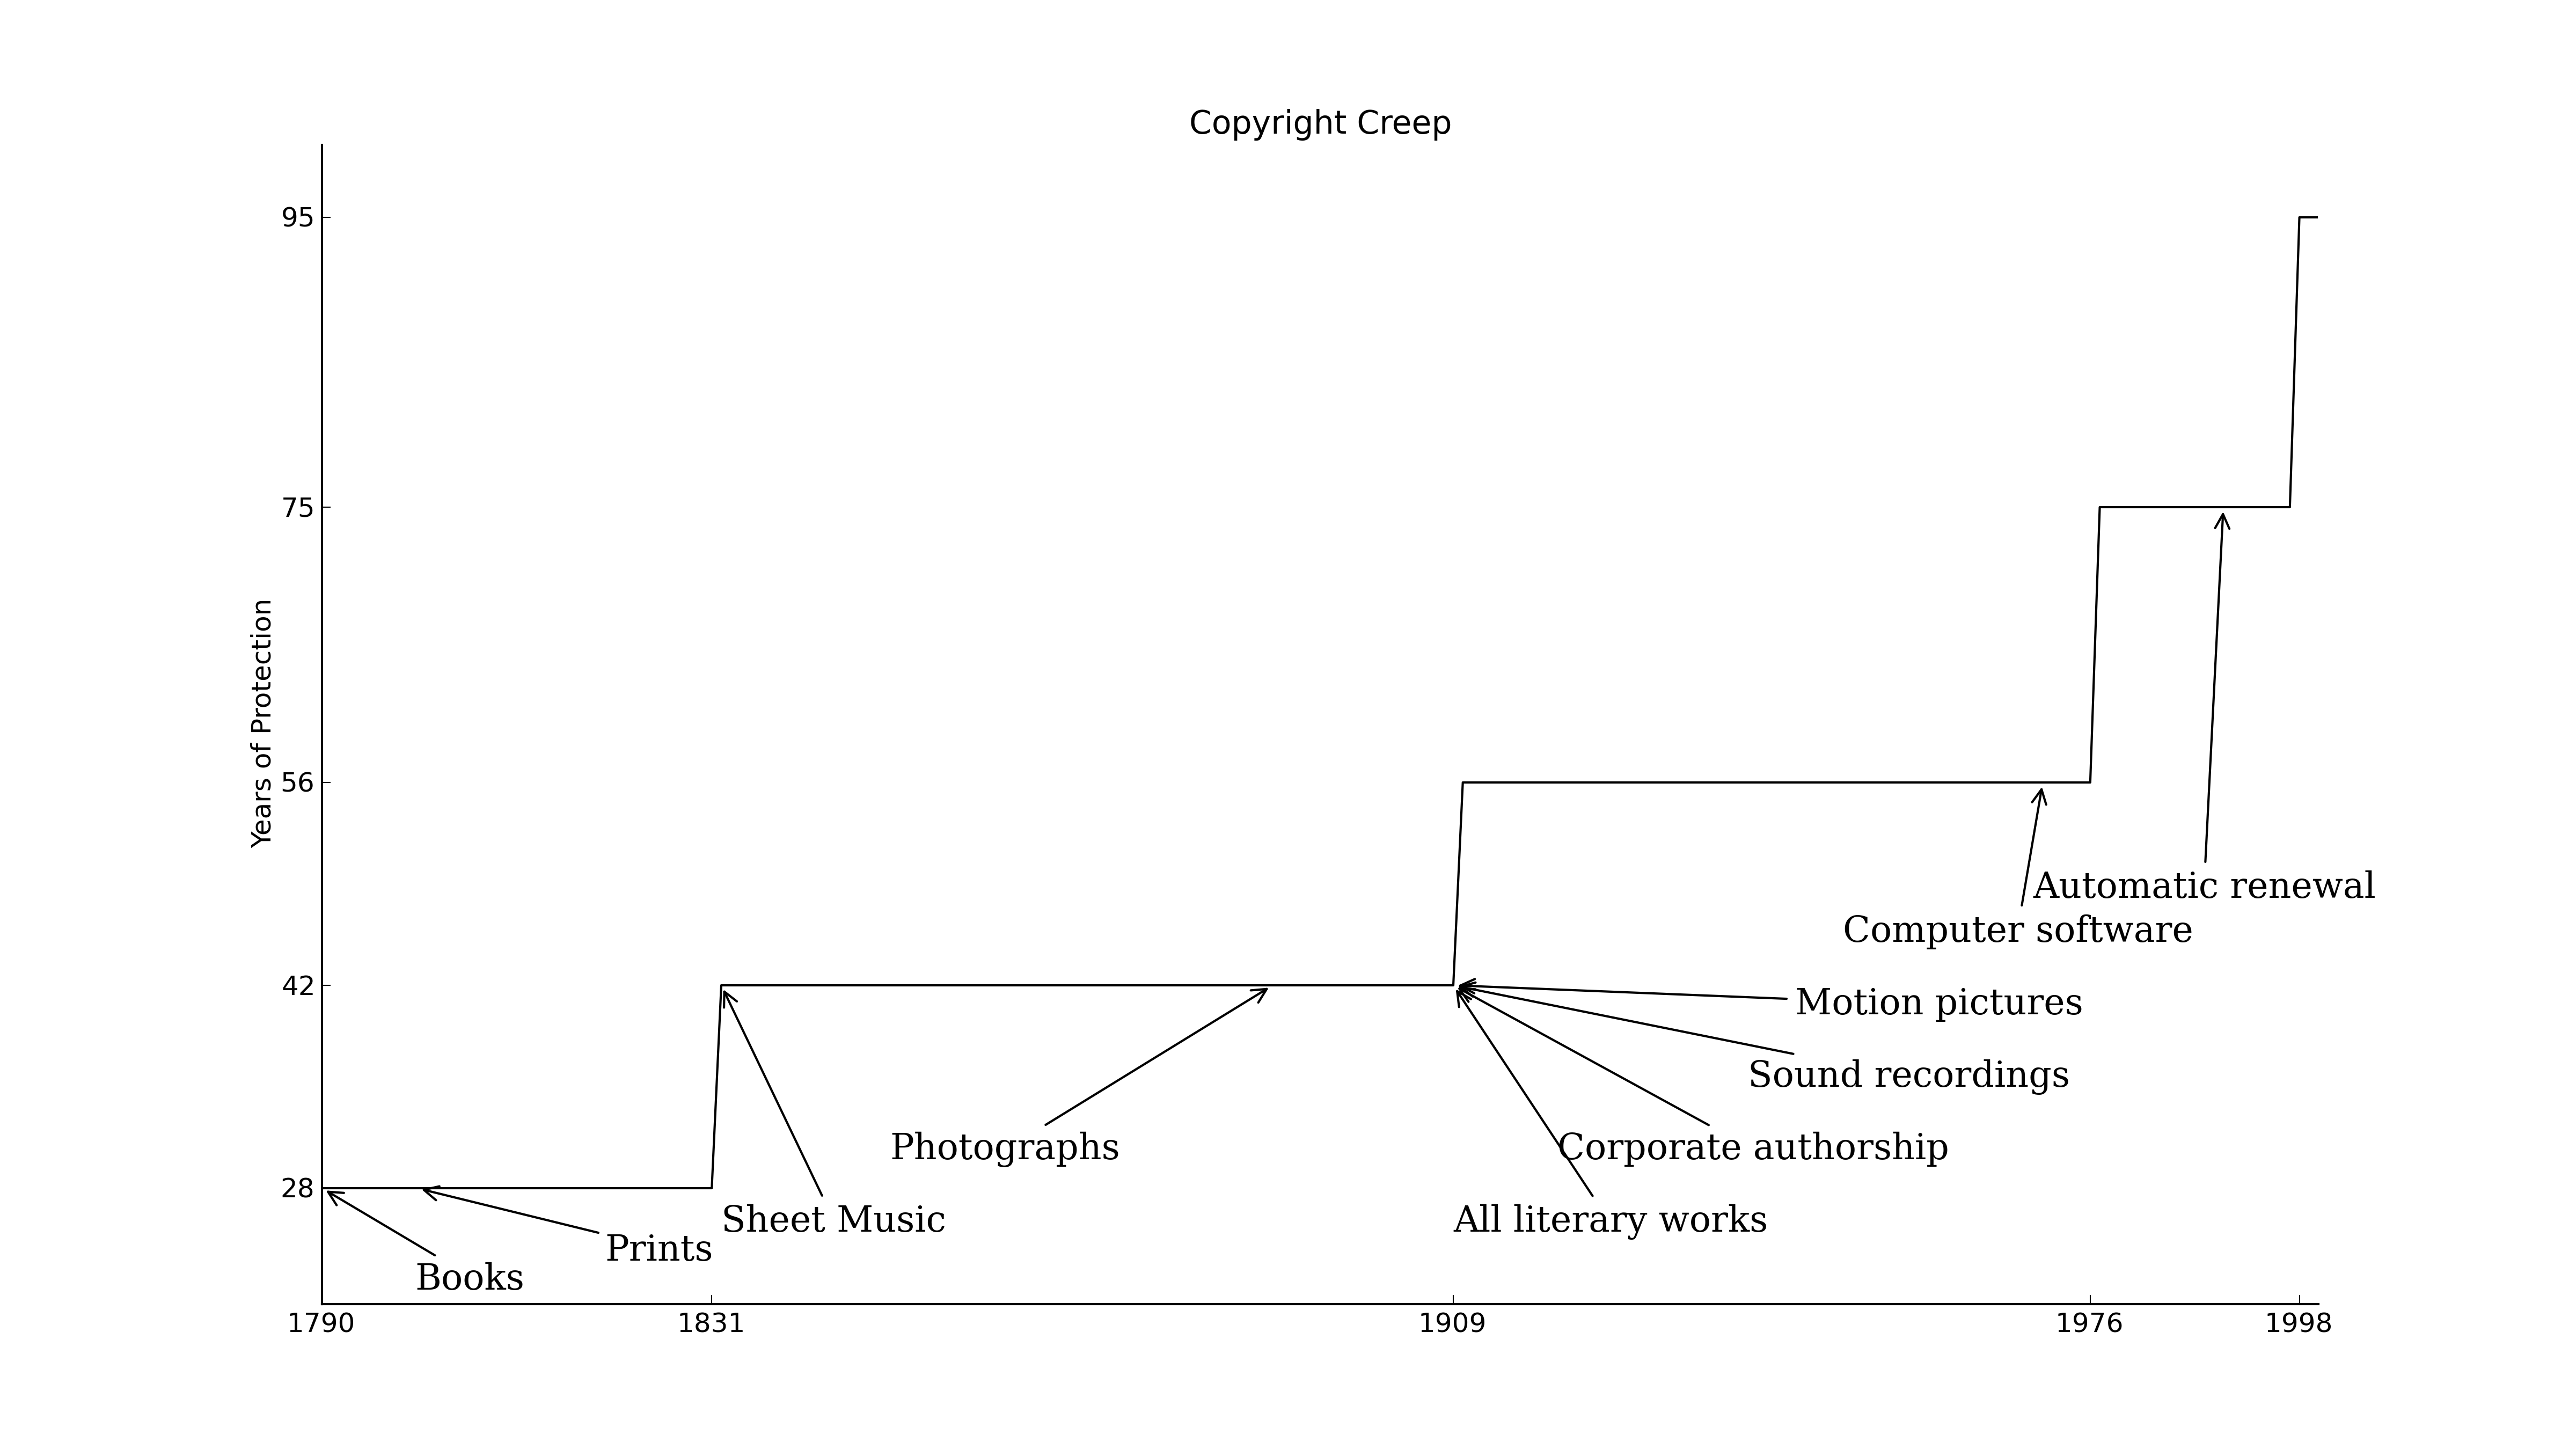 Copyright Creep
Years of Protection
95
75
56
42
28
Automatic renewal
Computer software
Motion pictures
Sound recordings
Photographs
Corporate authorship
Sheet Music
All literary works
Prints
Books
1790
1831
1909
1976
1998